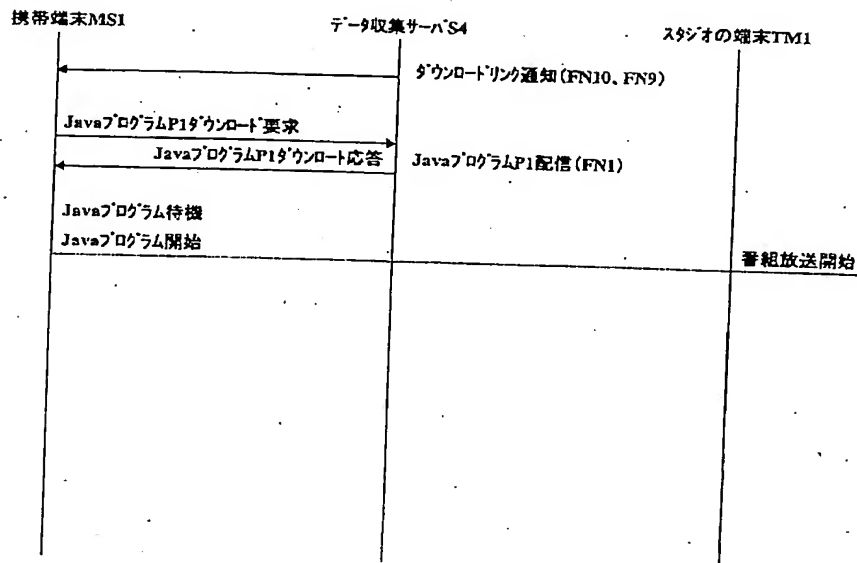 携帯端末MS1
データ収集サーバS4
スタジオの端末TM1
ダウンロードリンク通知(FN10、FN9)
JavaプログラムP1ダウンロード要求
JavaプログラムP1ダウンロート応答
JavaプログラムP1配信(FN1)
Javaプログラム待機
Javaプログラム開始
番組放送開始